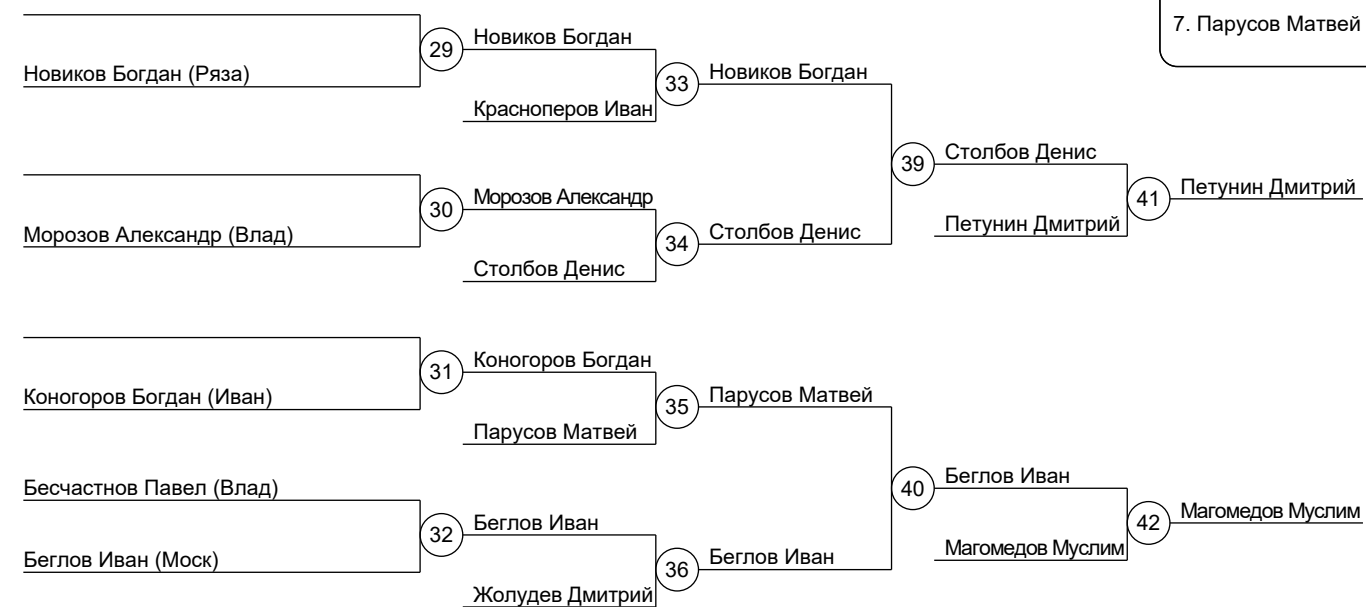 7. Парусов Матвей
29
Новиков Богдан
Новиков Богдан (Ряза)
33
Новиков Богдан
Красноперов Иван
39
Столбов Денис
30
Морозов Александр
41
Петунин Дмитрий
Морозов Александр (Влад)
34
Столбов Денис
Петунин Дмитрий
Столбов Денис
31
Коногоров Богдан
Коногоров Богдан (Иван)
35
Парусов Матвей
Парусов Матвей
Бесчастнов Павел (Влад)
40
Беглов Иван
32
Беглов Иван
42
Магомедов Муслим
Беглов Иван (Моск)
36
Беглов Иван
Магомедов Муслим
Жолудев Дмитрий